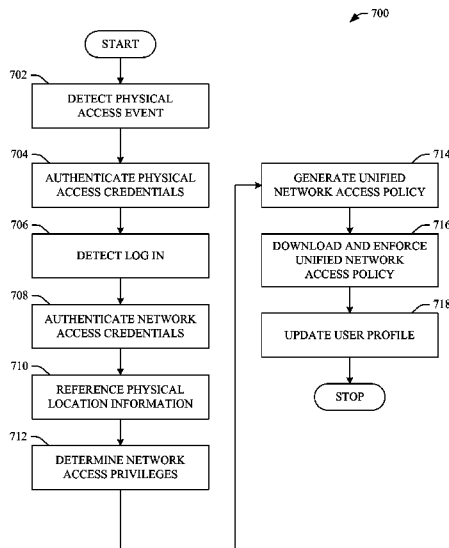 700
START
702
DETECT PHYSICAL
ACCESS EVENT
704
AUTHENTICATE PHYSICAL
ACCESS CREDENTIALS
706
DETECT LOG IN
708
AUTHENTICATE NETWORK
ACCESS CREDENTIALS
710
REFERENCE PHYSICAL
LOCATION INFORMATION
712
DETERMINE NETWORK
ACCESS PRIVILEGES
714
GENERATE UNIFIED
NETWORK ACCESS POLICY
716
DOWNLOAD AND ENFORCE
UNIFIED NETWORK
ACCESS POLICY
718
UPDATE USER PROFILE
STOP